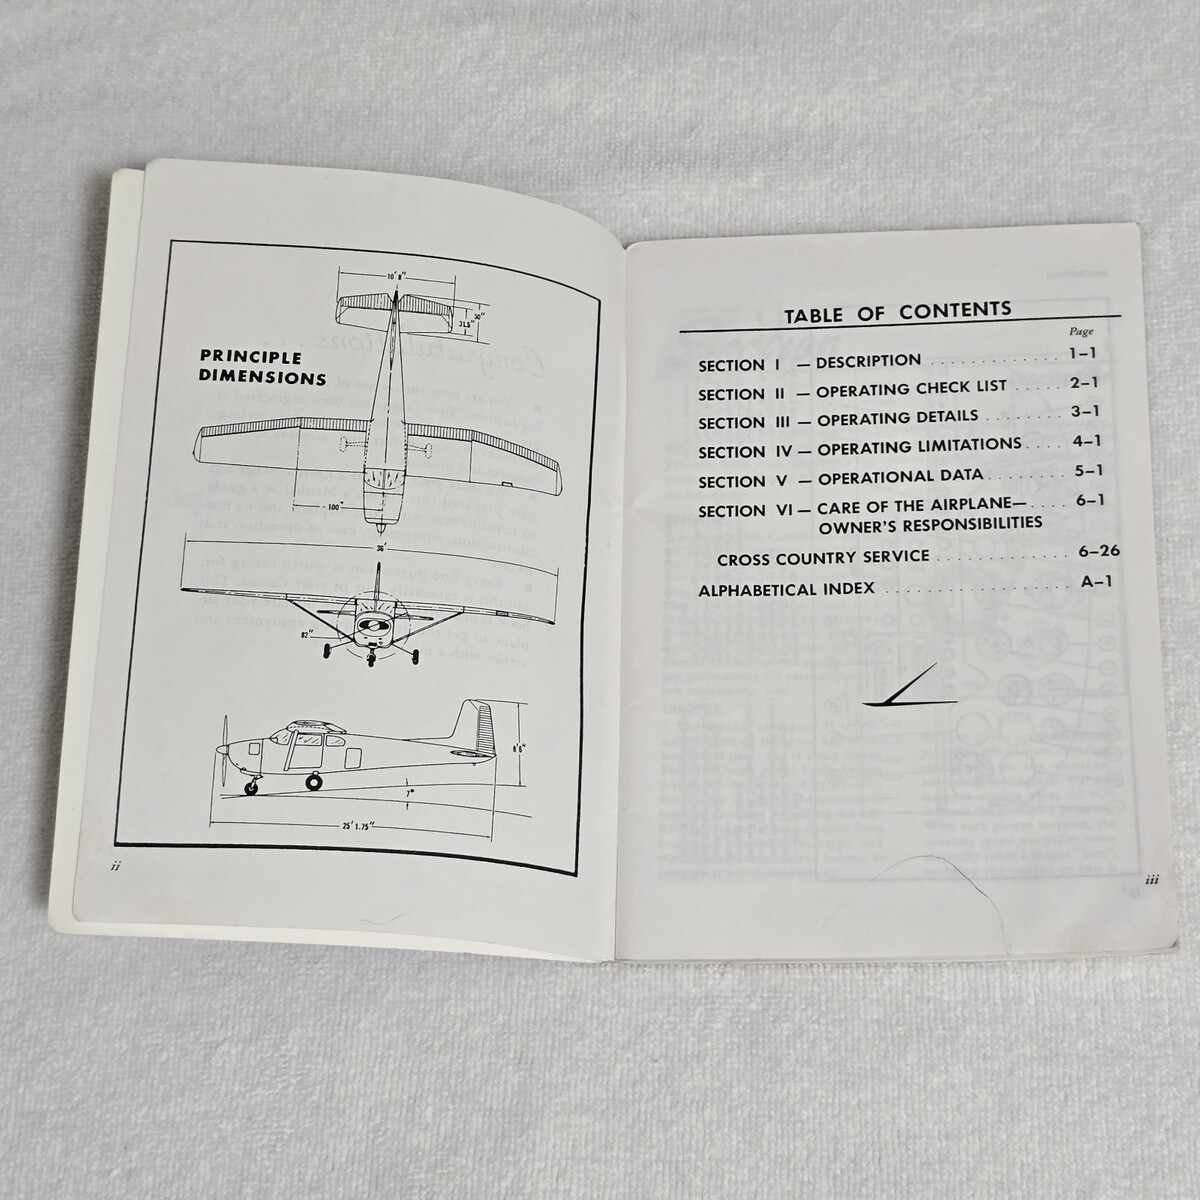 PRINCIPLE
DIMENSIONS
10' 8"
50"
31.5"
100"
36'
82"
8' 6"
7°
25' 1.75"
ii
TABLE OF CONTENTS
Page
SECTION I — DESCRIPTION ............. 1-1
SECTION II — OPERATING CHECK LIST ..... 2-1
SECTION III — OPERATING DETAILS ........ 3-1
SECTION IV — OPERATING LIMITATIONS .... 4-1
SECTION V — OPERATIONAL DATA ........ 5-1
SECTION VI — CARE OF THE AIRPLANE— .... 6-1
OWNER'S RESPONSIBILITIES
CROSS COUNTRY SERVICE ............. 6-26
ALPHABETICAL INDEX .................. A-1
iii